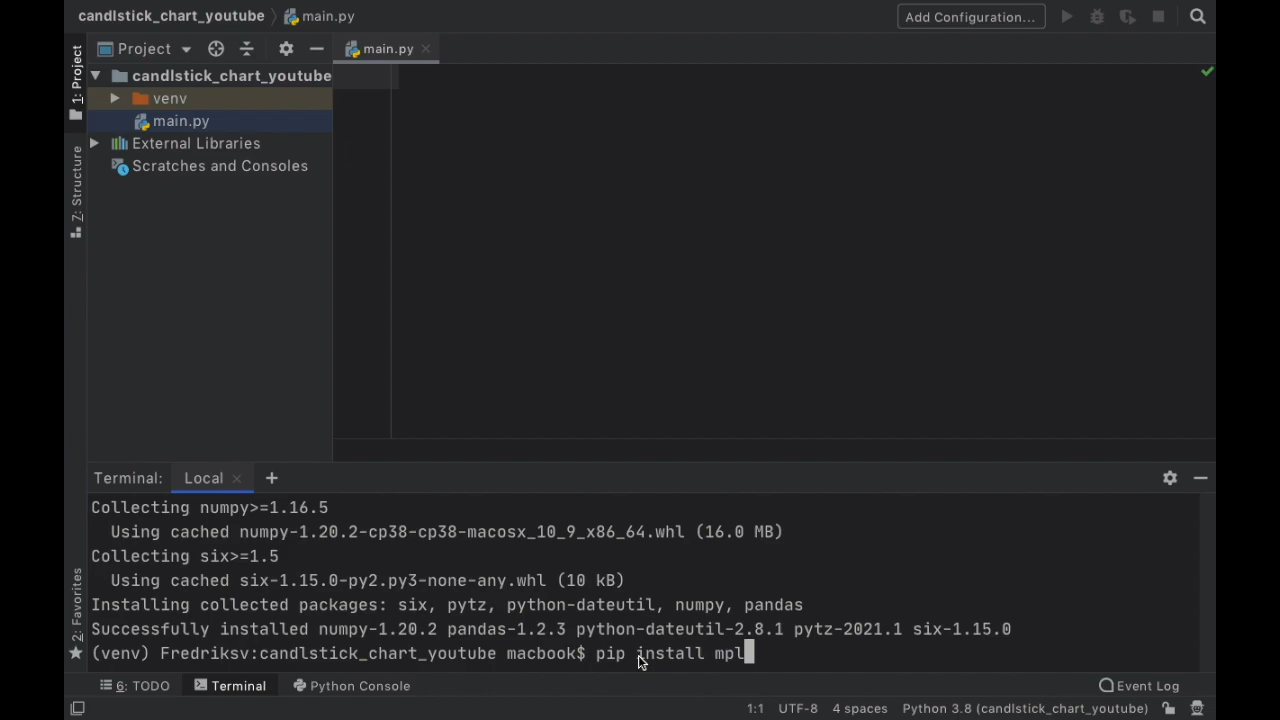 candlstick_chart_youtube main.py
Add Configuration...
Project
main.py
1: Project
candlstick_chart_youtube
venv
main.py
External Libraries
Scratches and Consoles
7: Structure
2: Favorites
Terminal: Local +
Collecting numpy>=1.16.5
Using cached numpy-1.20.2-cp38-cp38-macosx_10_9_x86_64.whl (16.0 MB)
Collecting six>=1.5
Using cached six-1.15.0-py2.py3-none-any.whl (10 kB)
Installing collected packages: six, pytz, python-dateutil, numpy, pandas
Successfully installed numpy-1.20.2 pandas-1.2.3 python-dateutil-2.8.1 pytz-2021.1 six-1.15.0
(venv) Fredriksv:candlstick_chart_youtube macbook$ pip install mpl
6: TODO Terminal Python Console Event Log
1:1 UTF-8 4 spaces Python 3.8 (candlstick_chart_youtube)